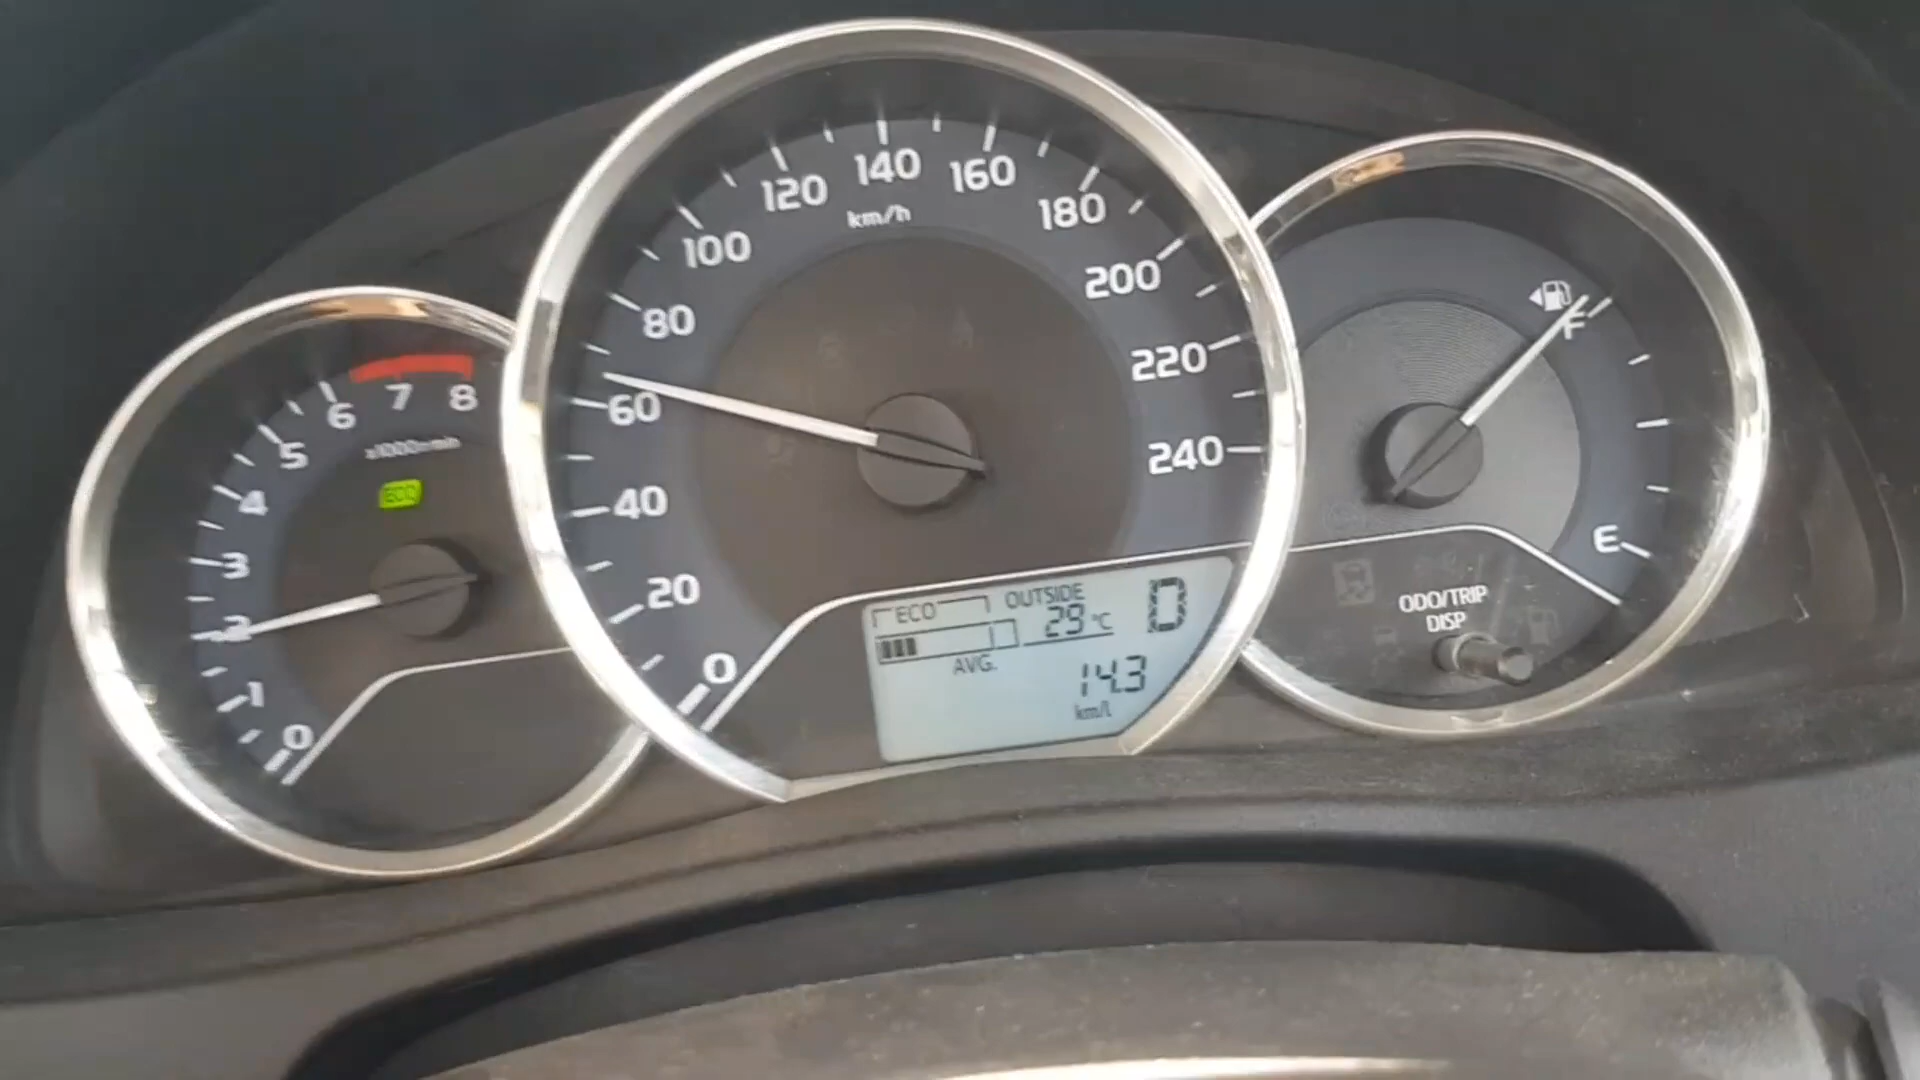 0
1
2
3
4
5
6
7
8
x1000r/min
ECO
0
20
40
60
80
100
120
140
160
180
200
220
240
km/h
ECO
OUTSIDE
29 °C
D
AVG.
14.3
km/l
F
E
ODO/TRIP
DISP